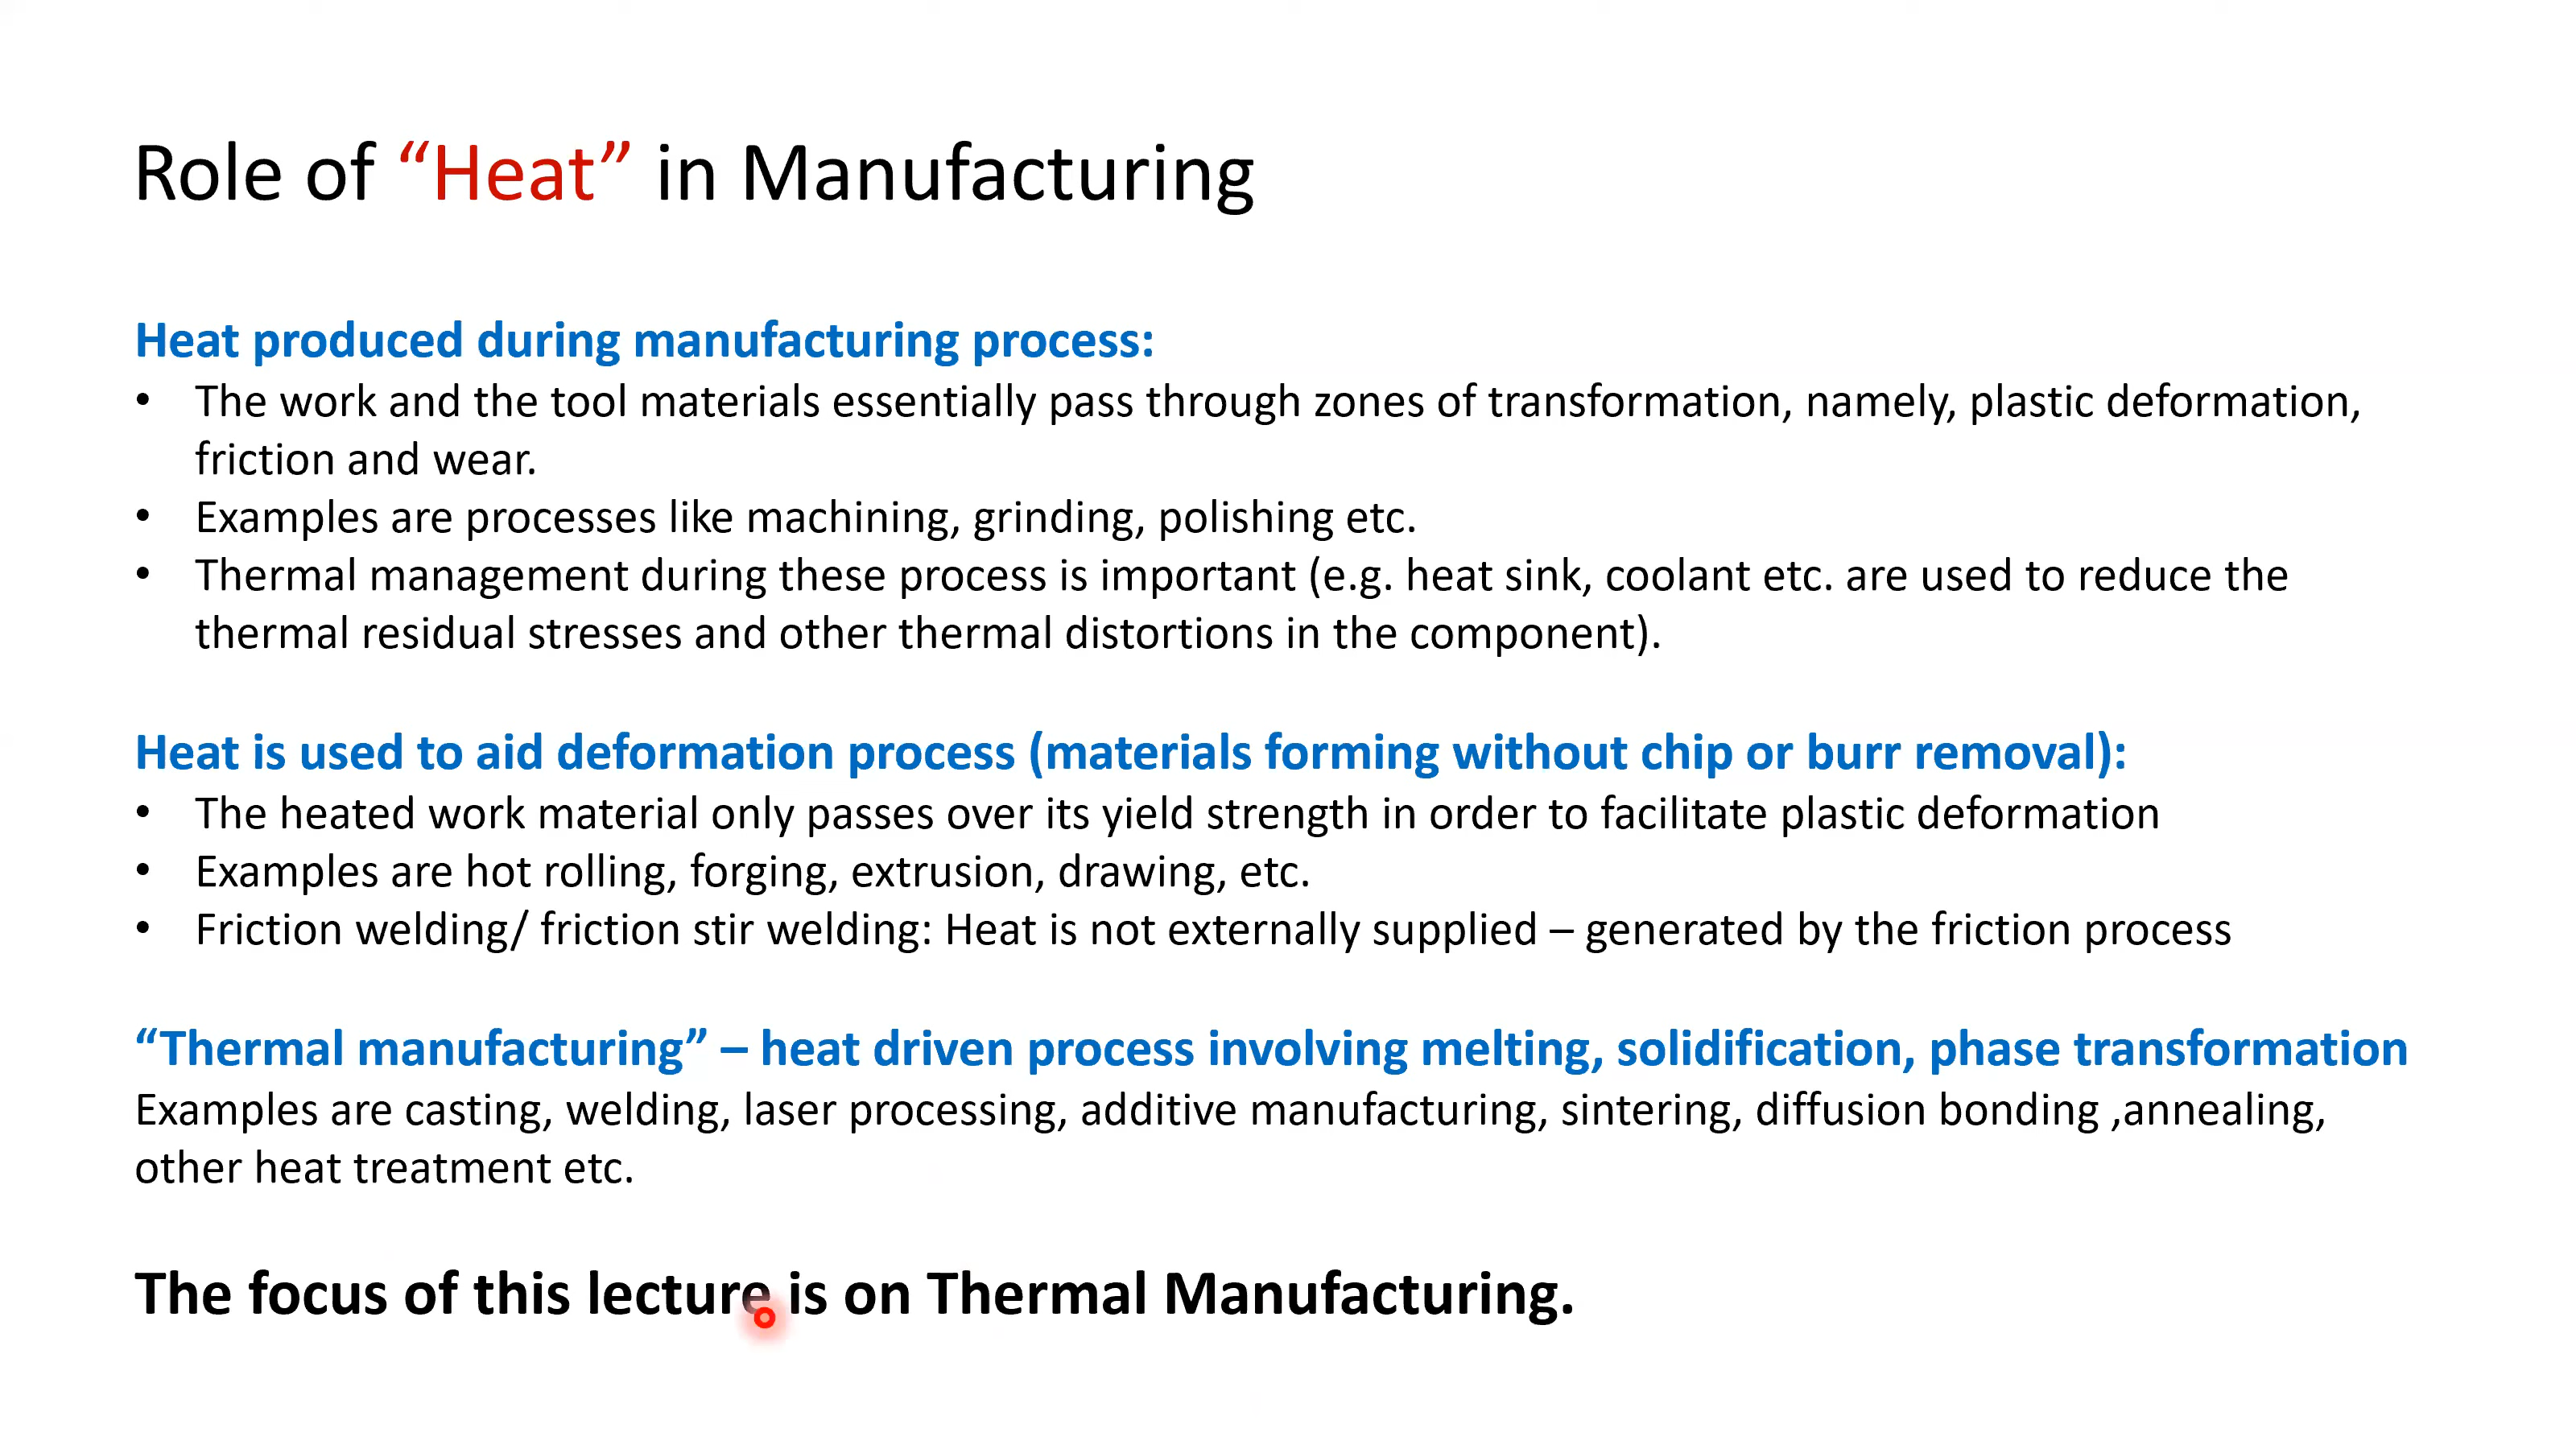 Role of “Heat” in Manufacturing
Heat produced during manufacturing process:
• The work and the tool materials essentially pass through zones of transformation, namely, plastic deformation,
friction and wear.
• Examples are processes like machining, grinding, polishing etc.
• Thermal management during these process is important (e.g. heat sink, coolant etc. are used to reduce the
thermal residual stresses and other thermal distortions in the component).
Heat is used to aid deformation process (materials forming without chip or burr removal):
• The heated work material only passes over its yield strength in order to facilitate plastic deformation
• Examples are hot rolling, forging, extrusion, drawing, etc.
• Friction welding/ friction stir welding: Heat is not externally supplied – generated by the friction process
“Thermal manufacturing” – heat driven process involving melting, solidification, phase transformation
Examples are casting, welding, laser processing, additive manufacturing, sintering, diffusion bonding ,annealing,
other heat treatment etc.
The focus of this lecture is on Thermal Manufacturing.